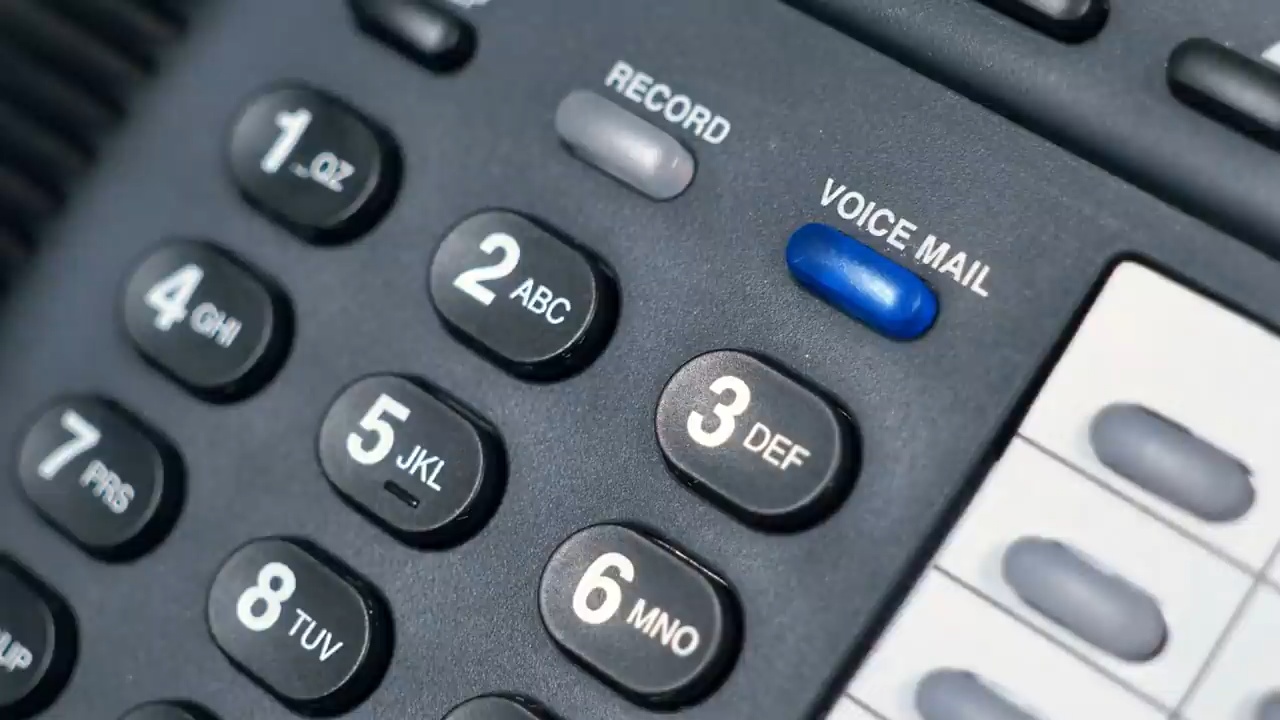 RECORD
VOICE MAIL
1 QZ
2 ABC
3 DEF
4 GHI
5 JKL
6 MNO
7 PRS
8 TUV